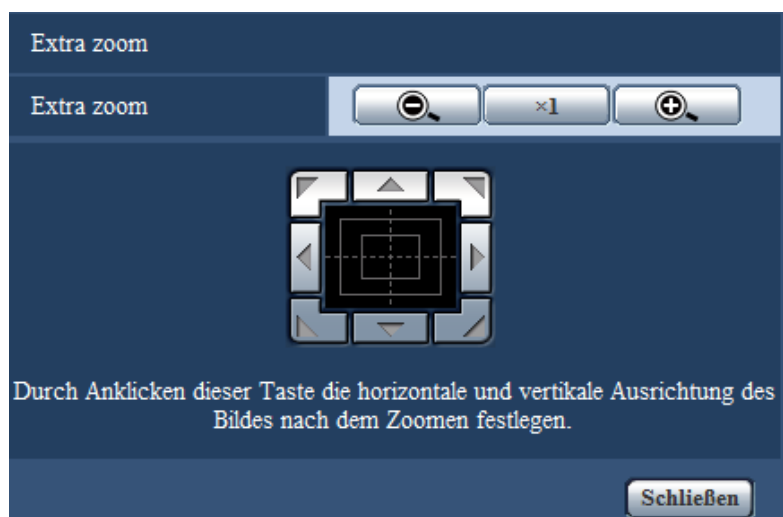 Extra zoom
Extra zoom
×1
Durch Anklicken dieser Taste die horizontale und vertikale Ausrichtung des
Bildes nach dem Zoomen festlegen.
Schließen